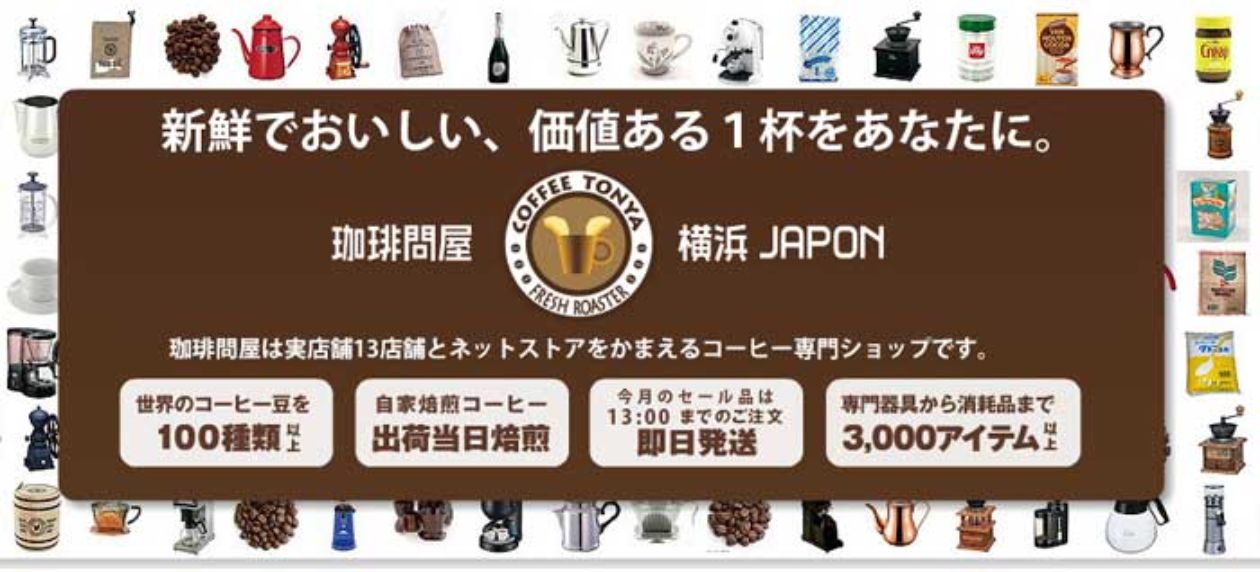 新鮮でおいしい、価値ある1杯をあなたに。
珈琲問屋
COFFEE TONYA
FRESH ROASTER
横浜 JAPON
珈琲問屋は実店舗13店舗とネットストアをかまえるコーヒー専門ショップです。
世界のコーヒー豆を
100種類以上
自家焙煎コーヒー
出荷当日焙煎
今月のセール品は
13:00 までのご注文
即日発送
専門器具から消耗品まで
3,000アイテム以上
illy
VAN
HOUTEN
COCOA
Creap